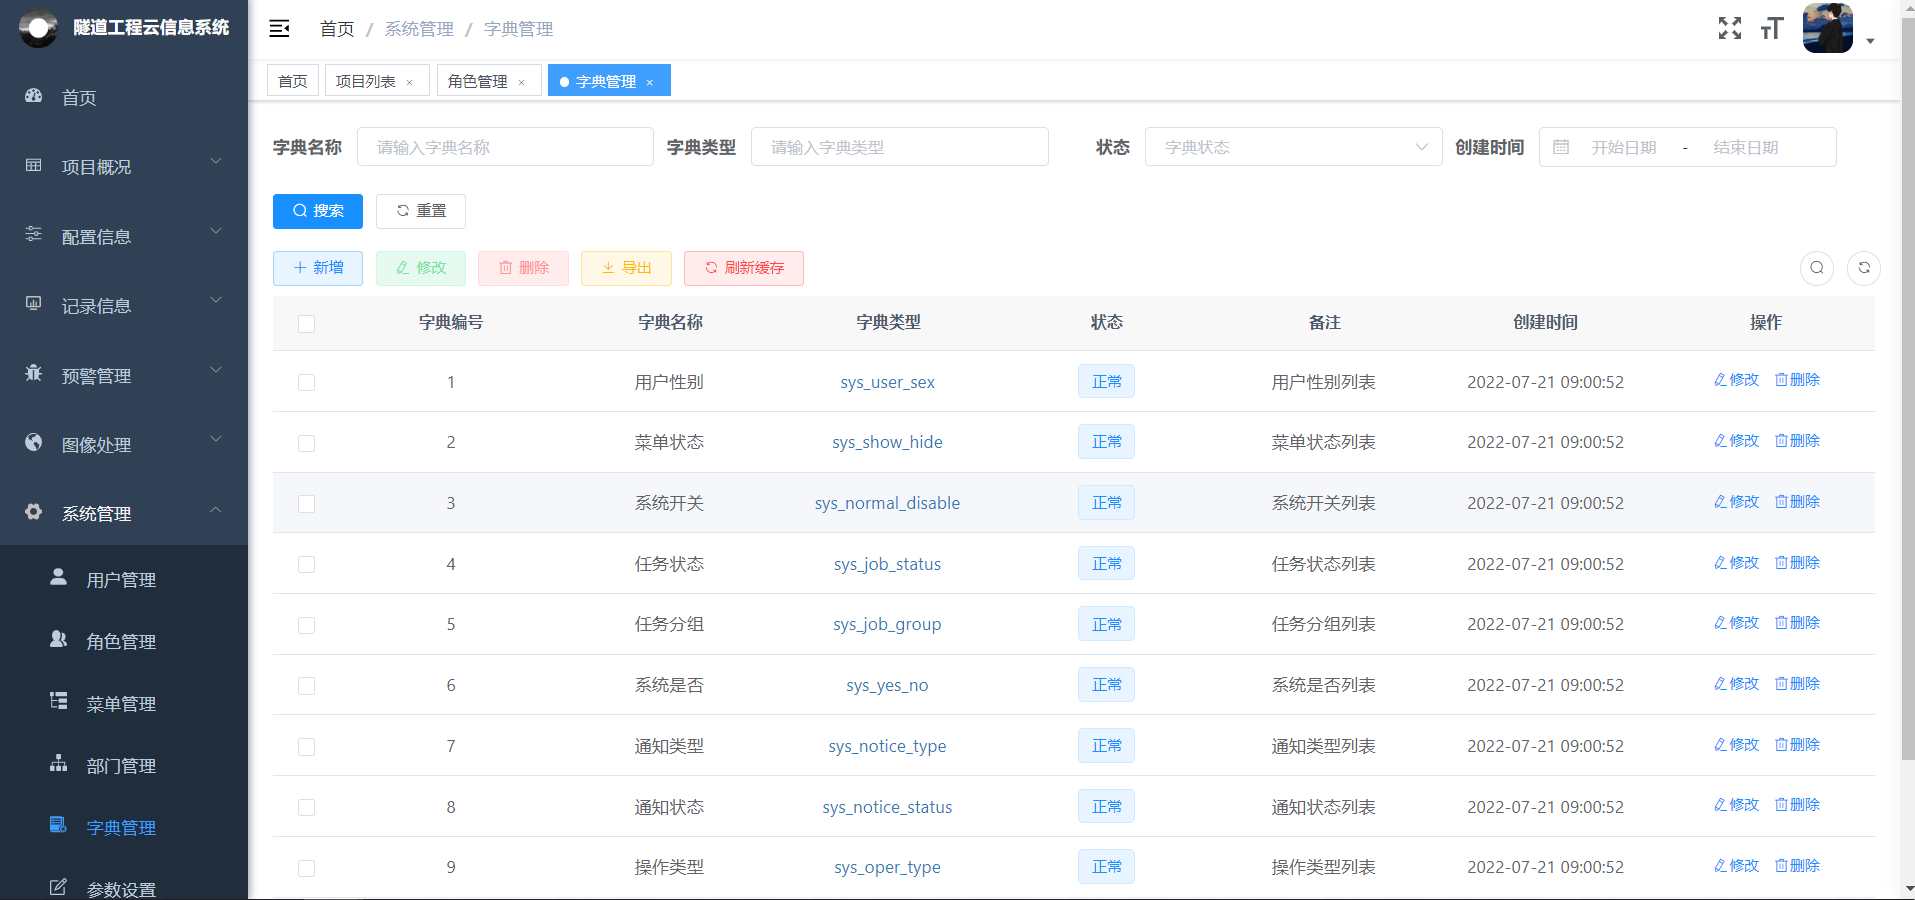 隧道工程云信息系统
首页
项目概况
配置信息
记录信息
预警管理
图像处理
系统管理
用户管理
角色管理
菜单管理
部门管理
字典管理
参数设置
首页 / 系统管理 / 字典管理
首页 项目列表 × 角色管理 × 字典管理 ×
字典名称 请输入字典名称 字典类型 请输入字典类型 状态 字典状态 创建时间 开始日期 - 结束日期
搜索 重置
新增 修改 删除 导出 刷新缓存
字典编号 字典名称 字典类型 状态 备注 创建时间 操作
1 用户性别 sys_user_sex 正常 用户性别列表 2022-07-21 09:00:52 修改 删除
2 菜单状态 sys_show_hide 正常 菜单状态列表 2022-07-21 09:00:52 修改 删除
3 系统开关 sys_normal_disable 正常 系统开关列表 2022-07-21 09:00:52 修改 删除
4 任务状态 sys_job_status 正常 任务状态列表 2022-07-21 09:00:52 修改 删除
5 任务分组 sys_job_group 正常 任务分组列表 2022-07-21 09:00:52 修改 删除
6 系统是否 sys_yes_no 正常 系统是否列表 2022-07-21 09:00:52 修改 删除
7 通知类型 sys_notice_type 正常 通知类型列表 2022-07-21 09:00:52 修改 删除
8 通知状态 sys_notice_status 正常 通知状态列表 2022-07-21 09:00:52 修改 删除
9 操作类型 sys_oper_type 正常 操作类型列表 2022-07-21 09:00:52 修改 删除